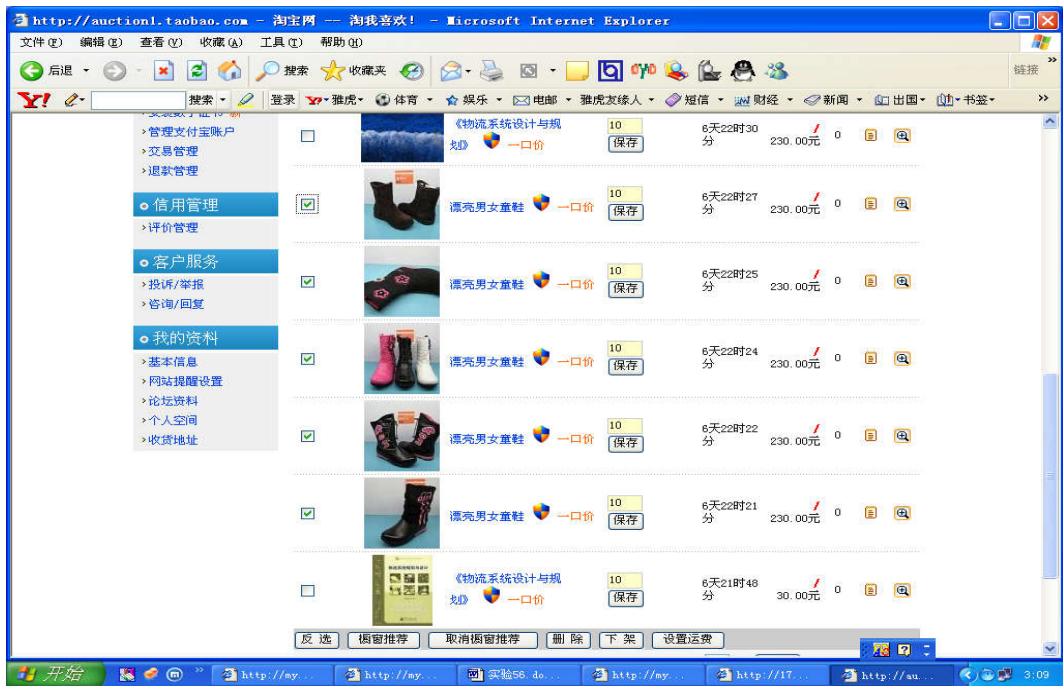 http://auction1.taobao.com - 淘宝网 -- 淘我喜欢! - Microsoft Internet Explorer
文件(F) 编辑(E) 查看(V) 收藏(A) 工具(T) 帮助(H)
后退 搜索 收藏夹 链接
Y! 搜索 登录 雅虎 体育 娱乐 电邮 雅虎友缘人 短信 财经 新闻 出国 书签
›管理支付宝账户
›交易管理
›退款管理
信用管理
›评价管理
客户服务
›投诉/举报
›咨询/回复
我的资料
›基本信息
›网站提醒设置
›论坛资料
›个人空间
›收货地址
《物流系统设计与规 10 6天22时30
划》 一口价 保存 分 230.00元 0
漂亮男女童鞋 一口价 10 保存 6天22时27分 230.00元 0
漂亮男女童鞋 一口价 10 保存 6天22时25分 230.00元 0
漂亮男女童鞋 一口价 10 保存 6天22时24分 230.00元 0
漂亮男女童鞋 一口价 10 保存 6天22时22分 230.00元 0
漂亮男女童鞋 一口价 10 保存 6天22时21分 230.00元 0
《物流系统设计与规 10 6天21时48
划》 一口价 保存 分 30.00元 0
反 选 橱窗推荐 取消橱窗推荐 删 除 下 架 设置运费
开始 http://my... http://my... 实验56.do... http://my... http://17... http://au... 3:09